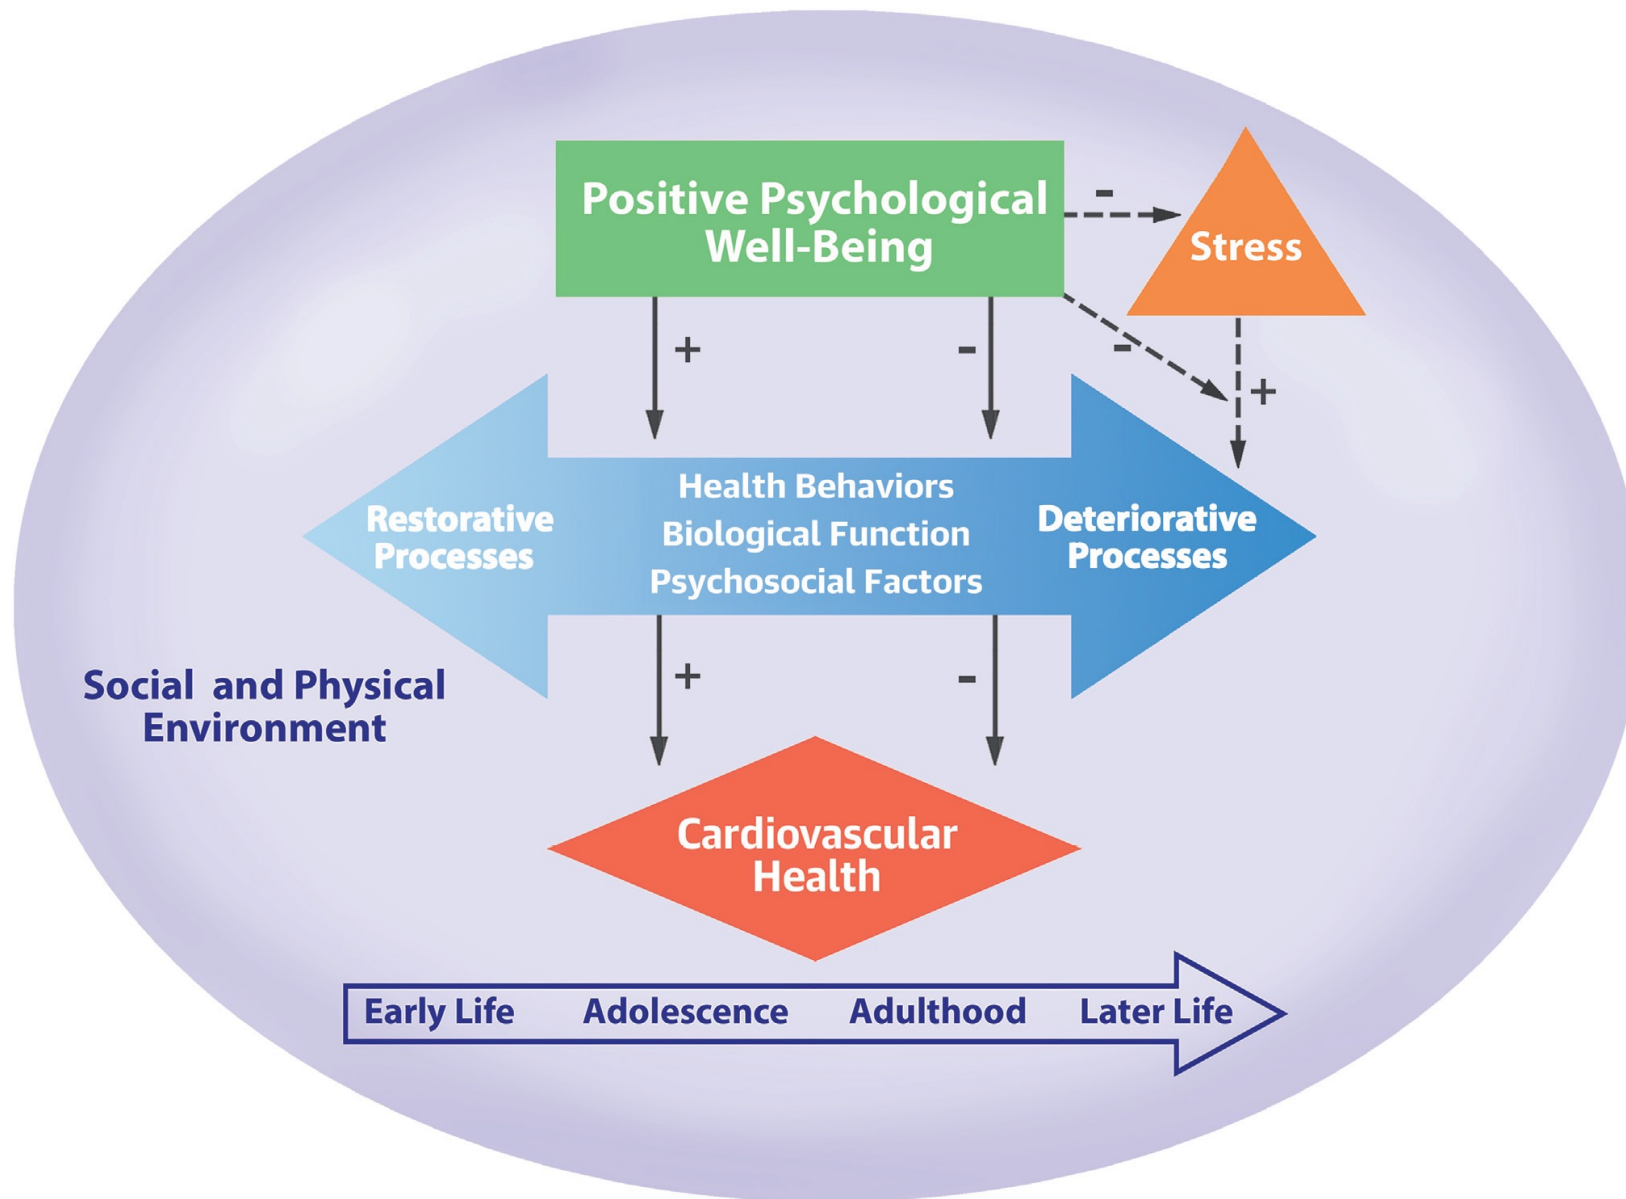 Positive Psychological
Well-Being
-
Stress
+
-
-
+
Health Behaviors
Biological Function
Psychosocial Factors
Restorative
Processes
Deteriorative
Processes
+
-
Social and Physical
Environment
Cardiovascular
Health
Early Life Adolescence Adulthood Later Life